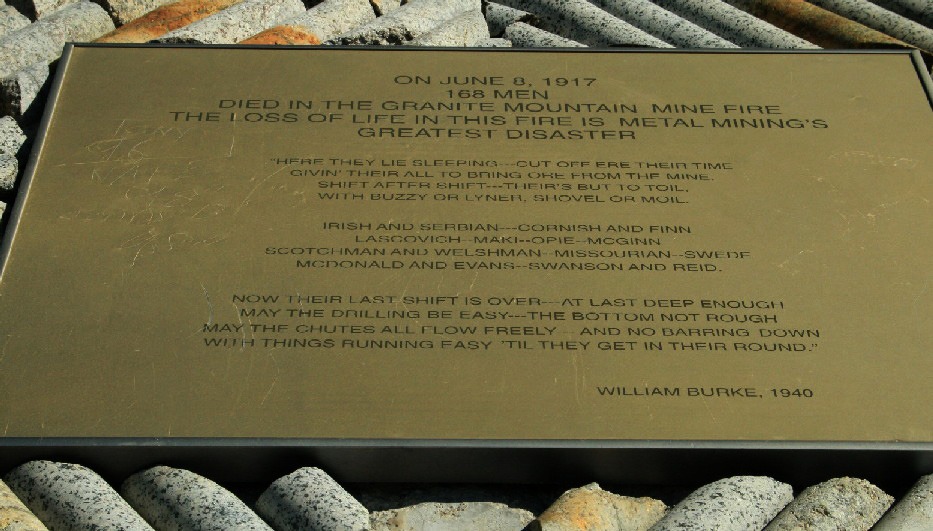 ON JUNE 8, 1917
168 MEN
DIED IN THE GRANITE MOUNTAIN MINE FIRE
THE LOSS OF LIFE IN THIS FIRE IS METAL MINING'S
GREATEST DISASTER
"HERE THEY LIE SLEEPING---CUT OFF ERE THEIR TIME
GIVIN' THEIR ALL TO BRING ORE FROM THE MINE.
SHIFT AFTER SHIFT---THEIR'S BUT TO TOIL,
WITH BUZZY OR LYNER, SHOVEL OR MOIL.
IRISH AND SERBIAN---CORNISH AND FINN
LASCOVICH--MAKI--OPIE--MCGINN
SCOTCHMAN AND WELSHMAN--MISSOURIAN--SWEDE
MCDONALD AND EVANS--SWANSON AND REID.
NOW THEIR LAST SHIFT IS OVER---AT LAST DEEP ENOUGH
MAY THE DRILLING BE EASY---THE BOTTOM NOT ROUGH
MAY THE CHUTES ALL FLOW FREELY---AND NO BARRING DOWN
WITH THINGS RUNNING EASY 'TIL THEY GET IN THEIR ROUND."
WILLIAM BURKE, 1940